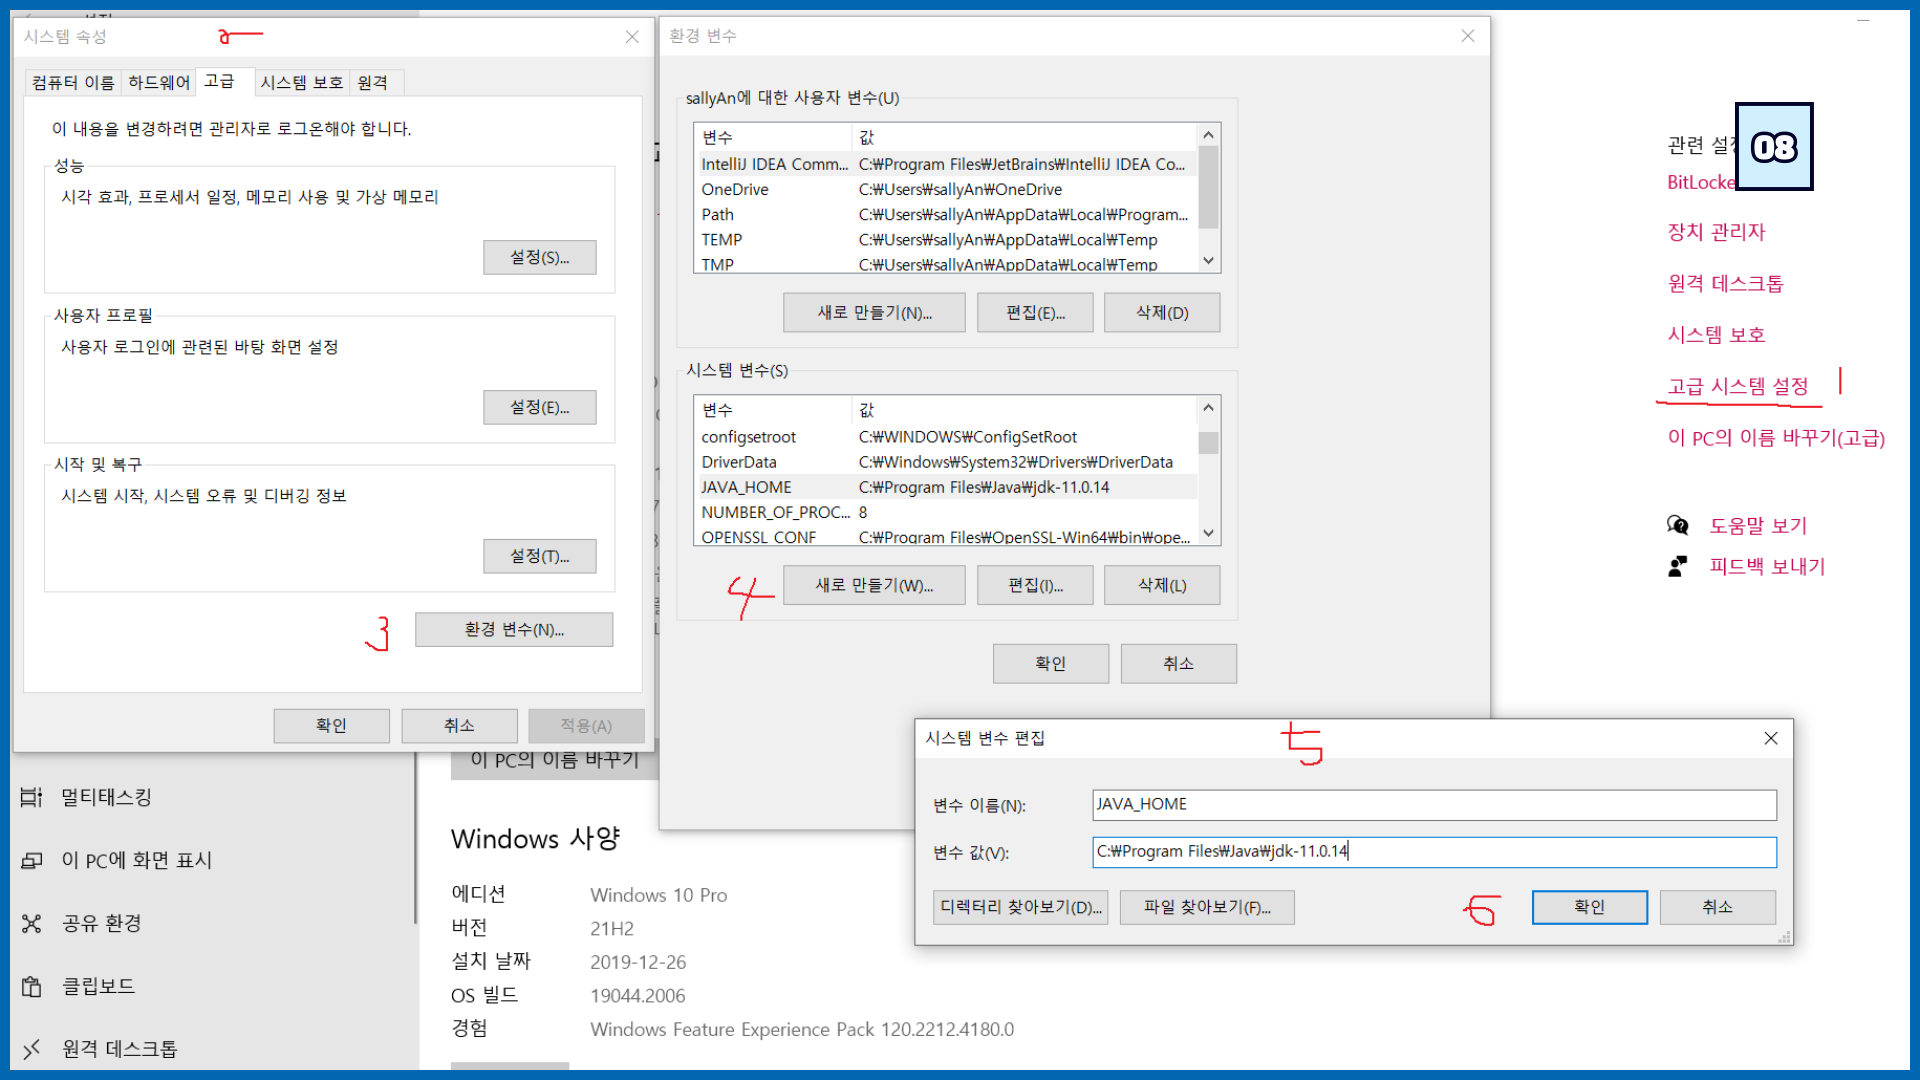 시스템 속성
컴퓨터 이름
하드웨어
고급
시스템 보호
원격
이 내용을 변경하려면 관리자로 로그온해야 합니다.
성능
시각 효과, 프로세서 일정, 메모리 사용 및 가상 메모리
설정(S)...
사용자 프로필
사용자 로그인에 관련된 바탕 화면 설정
설정(E)...
시작 및 복구
시스템 시작, 시스템 오류 및 디버깅 정보
설정(T)...
3
환경 변수(N)...
확인
취소
적용(A)
환경 변수
sallyAn에 대한 사용자 변수(U)
변수 값
IntelliJ IDEA Comm... C:₩Program Files₩JetBrains₩IntelliJ IDEA Co...
OneDrive C:₩Users₩sallyAn₩OneDrive
Path C:₩Users₩sallyAn₩AppData₩Local₩Program...
TEMP C:₩Users₩sallyAn₩AppData₩Local₩Temp
TMP C:₩Users₩sallyAn₩AppData₩Local₩Temp
새로 만들기(N)...
편집(E)...
삭제(D)
시스템 변수(S)
변수 값
configsetroot C:₩WINDOWS₩ConfigSetRoot
DriverData C:₩Windows₩System32₩Drivers₩DriverData
JAVA_HOME C:₩Program Files₩Java₩jdk-11.0.14
NUMBER_OF_PROC... 8
OPENSSL_CONF C:₩Program Files₩OpenSSL-Win64₩bin₩ope...
4
새로 만들기(W)...
편집(I)...
삭제(L)
확인
취소
시스템 변수 편집
5
변수 이름(N): JAVA_HOME
변수 값(V): C:₩Program Files₩Java₩jdk-11.0.14
디렉터리 찾아보기(D)...
파일 찾아보기(F)...
6
확인
취소
관련 설
08
BitLocke
장치 관리자
원격 데스크톱
시스템 보호
고급 시스템 설정
1
이 PC의 이름 바꾸기(고급)
도움말 보기
피드백 보내기
멀티태스킹
이 PC에 화면 표시
공유 환경
클립보드
원격 데스크톱
이 PC의 이름 바꾸기
Windows 사양
에디션 Windows 10 Pro
버전 21H2
설치 날짜 2019-12-26
OS 빌드 19044.2006
경험 Windows Feature Experience Pack 120.2212.4180.0